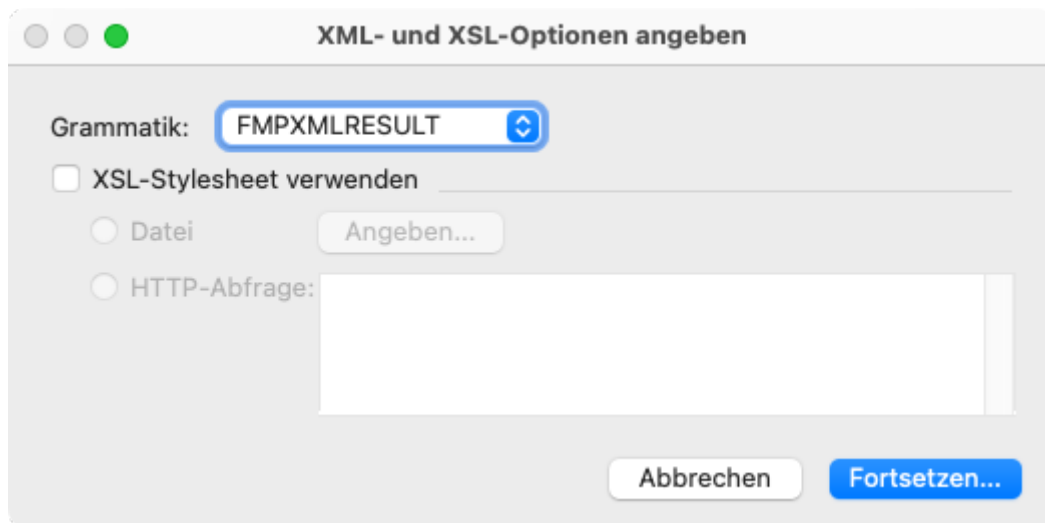 XML- und XSL-Optionen angeben
Grammatik: FMPXMLRESULT
XSL-Stylesheet verwenden
Datei Angeben...
HTTP-Abfrage:
Abbrechen Fortsetzen...